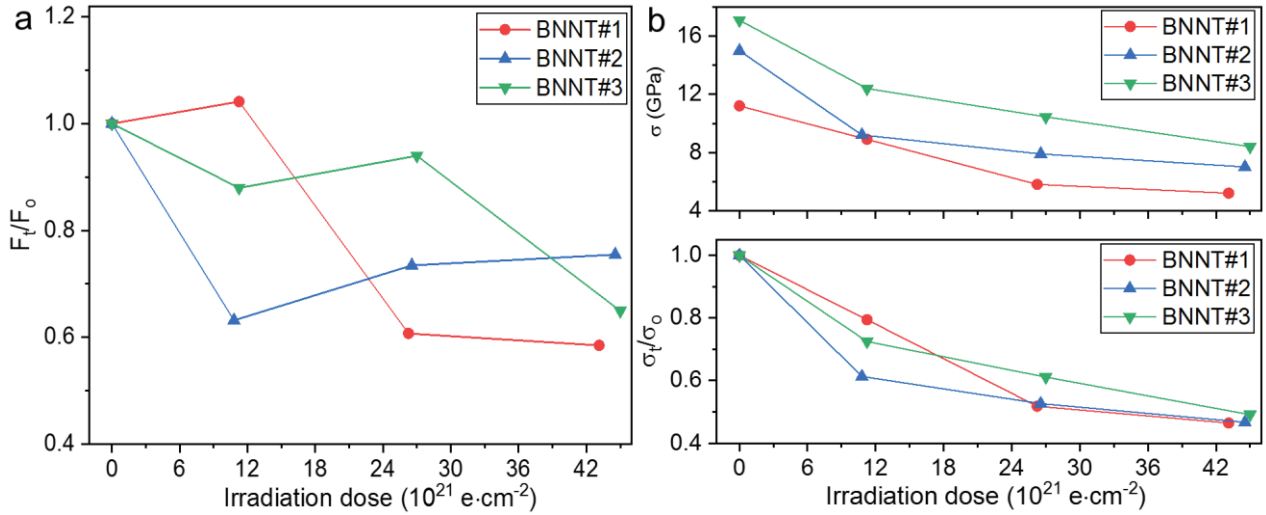 a
1.2
1.0
0.8
0.6
0.4
Ft/Fo
BNNT#1
BNNT#2
BNNT#3
0 6 12 18 24 30 36 42
Irradiation dose (10²¹ e·cm⁻²)
b
16
12
8
4
σ (GPa)
BNNT#1
BNNT#2
BNNT#3
1.0
0.8
0.6
0.4
σt/σo
BNNT#1
BNNT#2
BNNT#3
0 6 12 18 24 30 36 42
Irradiation dose (10²¹ e·cm⁻²)